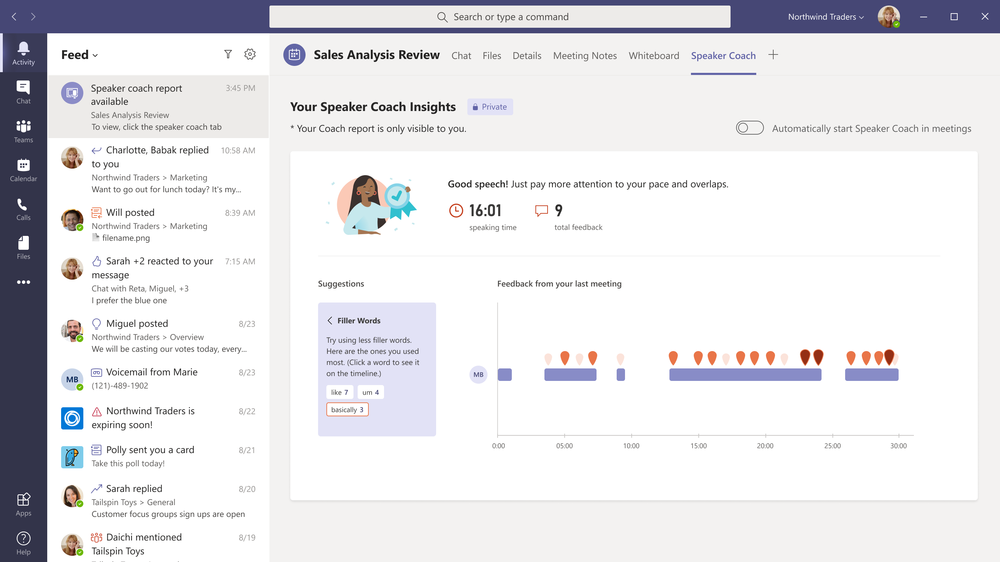 Search or type a command
Northwind Traders
Activity
Chat
Teams
Calendar
Calls
Files
Apps
Help
Feed
Speaker coach report
3:45 PM
available
Sales Analysis Review
To view, click the speaker coach tab
Charlotte, Babak replied
10:58 AM
to you
Northwind Traders > Marketing
Want to go out for lunch today? It's my...
Will posted
8:39 AM
Northwind Traders > Marketing
filename.png
Sarah +2 reacted to your
7:15 AM
message
Chat with Reta, Miguel, +3
I prefer the blue one
Miguel posted
8/23
Northwind Traders > Overview
We will be casting our votes today, every...
MB
Voicemail from Marie
8/23
(121)-489-1902
Northwind Traders is
8/22
expiring soon!
Polly sent you a card
8/21
Take this poll today!
Sarah replied
8/20
Tailspin Toys > General
Customer focus groups sign ups are open
Daichi mentioned
8/19
Tailspin Toys
Sales Analysis Review
Chat
Files
Details
Meeting Notes
Whiteboard
Speaker Coach
Your Speaker Coach Insights
Private
* Your Coach report is only visible to you.
Automatically start Speaker Coach in meetings
Good speech! Just pay more attention to your pace and overlaps.
16:01
speaking time
9
total feedback
Suggestions
Filler Words
Try using less filler words.
Here are the ones you used
most. (Click a word to see it
on the timeline.)
like 7
um 4
basically 3
Feedback from your last meeting
MB
0:00
05:00
10:00
15:00
20:00
25:00
30:00